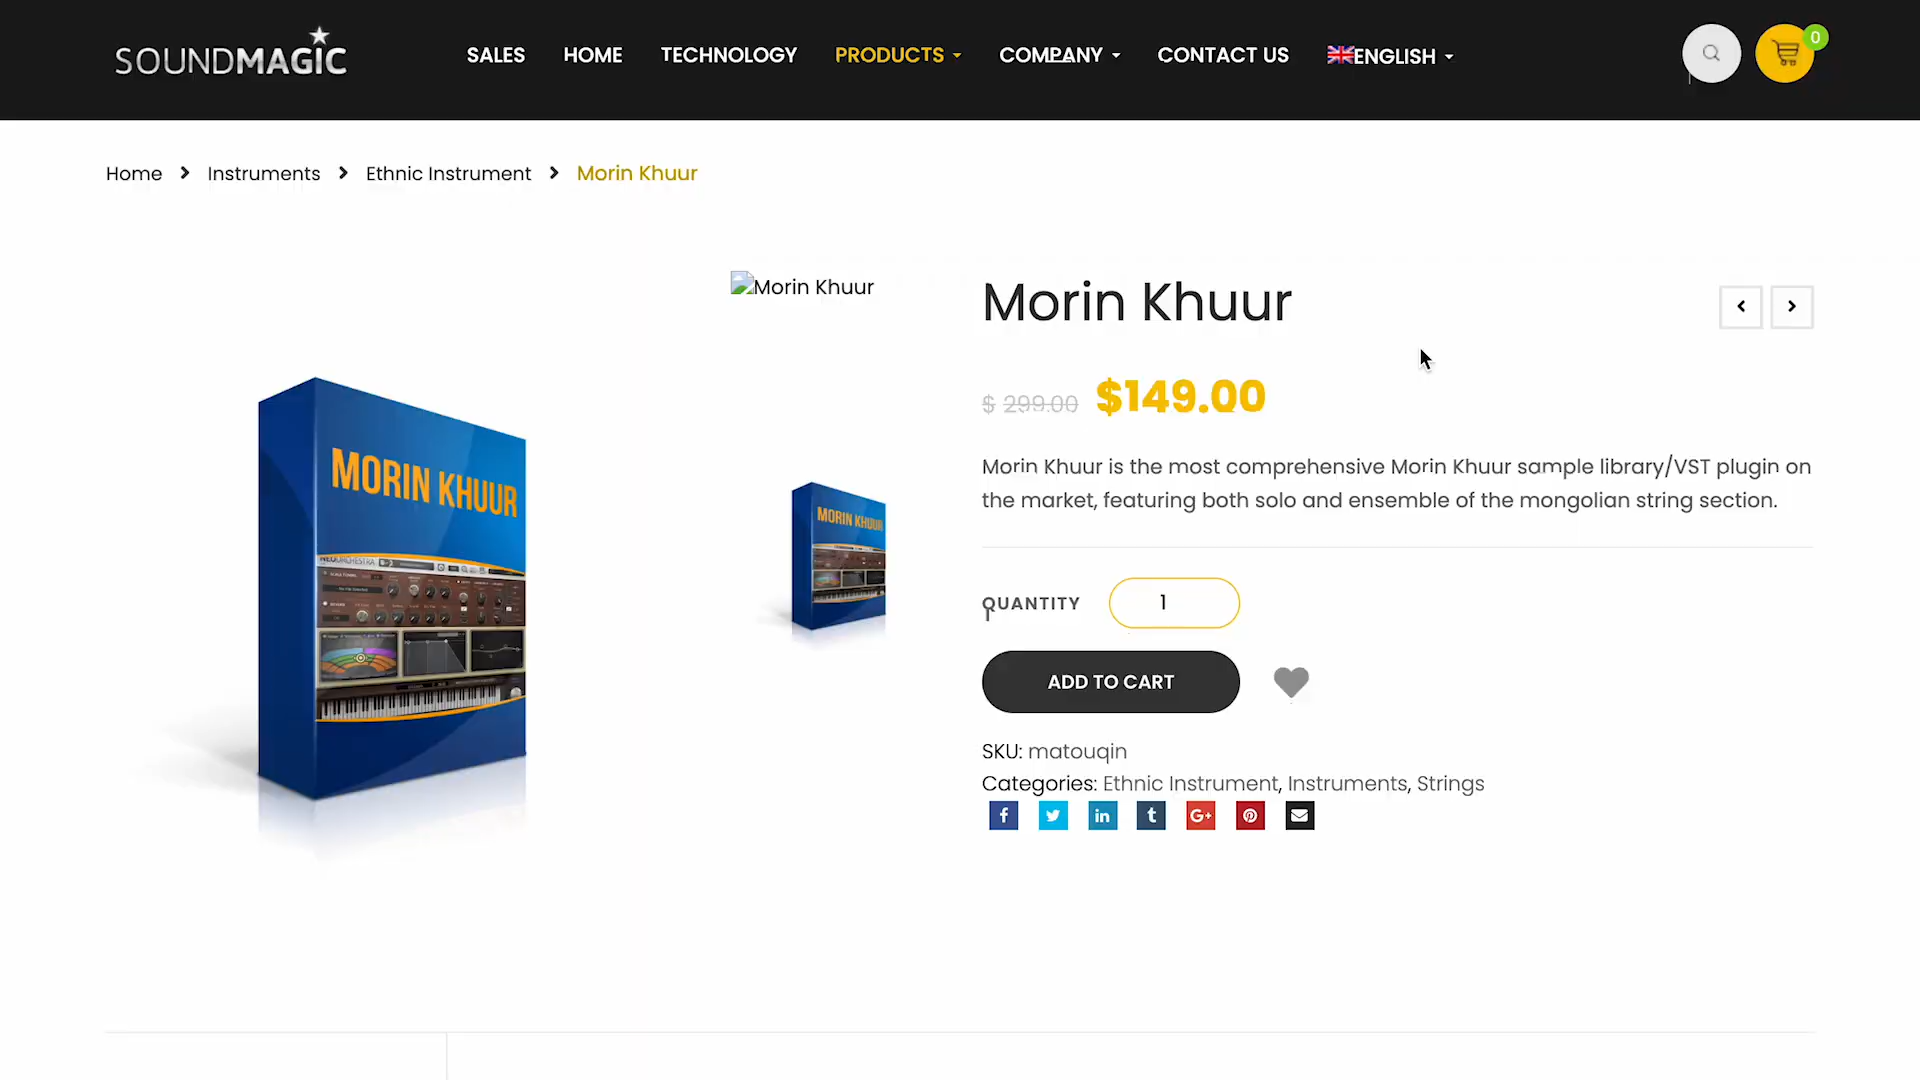 SOUNDMAGIC
SALES
HOME
TECHNOLOGY
PRODUCTS
COMPANY
CONTACT US
ENGLISH
0
Home
Instruments
Ethnic Instrument
Morin Khuur
MORIN KHUUR
Morin Khuur
MORIN KHUUR
Morin Khuur
$ 299.00 $149.00
Morin Khuur is the most comprehensive Morin Khuur sample library/VST plugin on
the market, featuring both solo and ensemble of the mongolian string section.
QUANTITY 1
ADD TO CART
SKU: matouqin
Categories: Ethnic Instrument, Instruments, Strings